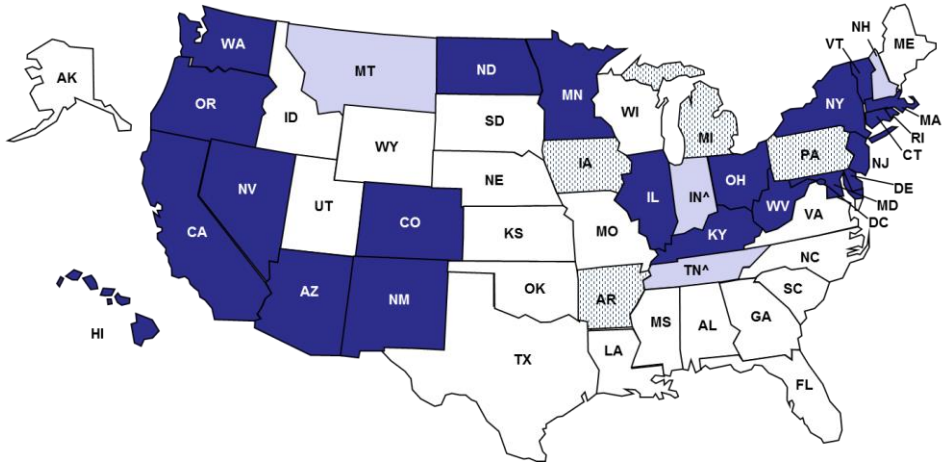 NH
VT
ME
WA
AK
MT
ND
MN
OR
ID
SD
WI
NY
MA
WY
MI
RI
CT
IA
PA
NJ
NE
NV
OH
IN^
IL
DE
UT
CO
WV
MD
VA
DC
CA
KS
MO
KY
NC
TN^
OK
AZ
NM
AR
SC
HI
MS
AL
GA
TX
LA
FL